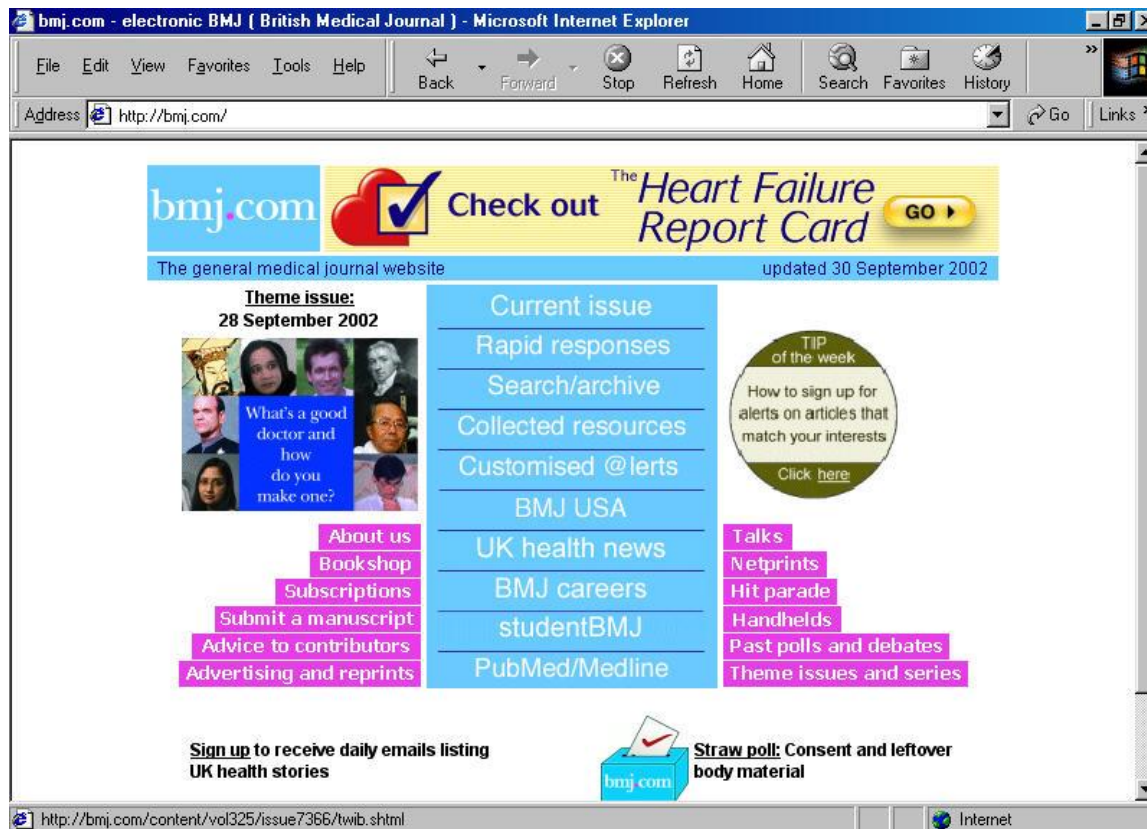 bmj.com - electronic BMJ ( British Medical Journal ) - Microsoft Internet Explorer
File Edit View Favorites Tools Help Back Forward Stop Refresh Home Search Favorites History »
Address http://bmj.com/ Go Links »
bmj.com
Check out The Heart Failure Report Card GO
The general medical journal website
updated 30 September 2002
Theme issue:
28 September 2002
What's a good
doctor and
how
do you
make one?
About us
Bookshop
Subscriptions
Submit a manuscript
Advice to contributors
Advertising and reprints
Current issue
Rapid responses
Search/archive
Collected resources
Customised @lerts
BMJ USA
UK health news
BMJ careers
studentBMJ
PubMed/Medline
TIP
of the week
How to sign up for
alerts on articles that
match your interests
Click here
Talks
Netprints
Hit parade
Handhelds
Past polls and debates
Theme issues and series
Sign up to receive daily emails listing
UK health stories
bmj.com
Straw poll: Consent and leftover
body material
http://bmj.com/content/vol325/issue7366/twib.shtml
Internet